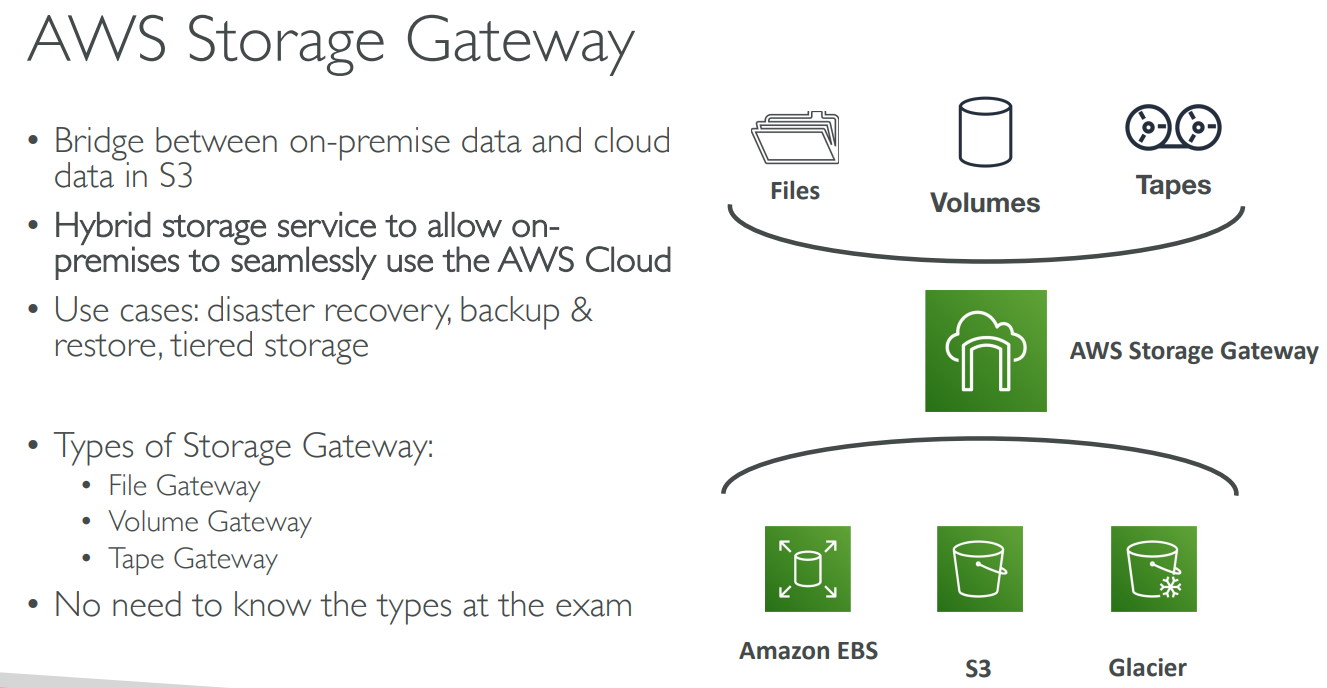 AWS Storage Gateway
• Bridge between on-premise data and cloud
data in S3
• Hybrid storage service to allow on-
premises to seamlessly use the AWS Cloud
• Use cases: disaster recovery, backup &
restore, tiered storage
• Types of Storage Gateway:
• File Gateway
• Volume Gateway
• Tape Gateway
• No need to know the types at the exam
Files
Volumes
Tapes
AWS Storage Gateway
Amazon EBS
S3
Glacier